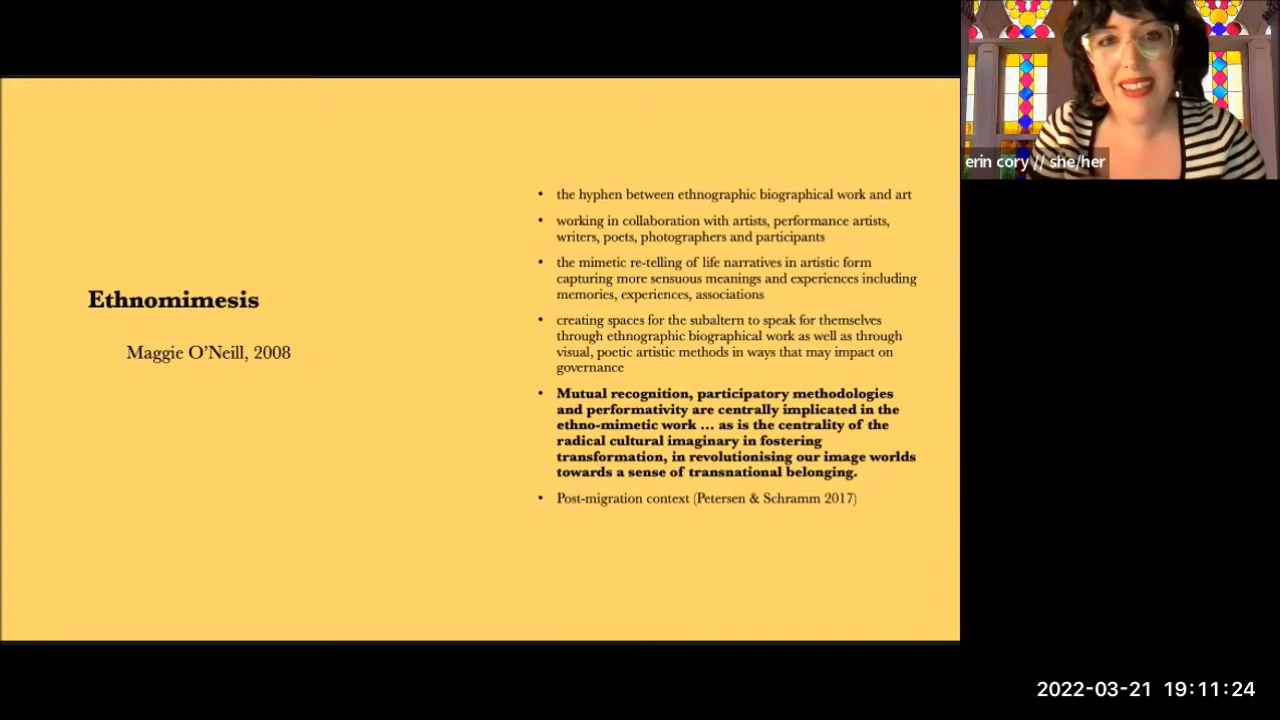 Ethnomimesis
Maggie O'Neill, 2008
• the hyphen between ethnographic biographical work and art
• working in collaboration with artists, performance artists,
writers, poets, photographers and participants
• the mimetic re-telling of life narratives in artistic form
capturing more sensuous meanings and experiences including
memories, experiences, associations
• creating spaces for the subaltern to speak for themselves
through ethnographic biographical work as well as through
visual, poetic artistic methods in ways that may impact on
governance
• Mutual recognition, participatory methodologies
and performativity are centrally implicated in the
ethno-mimetic work ... as is the centrality of the
radical cultural imaginary in fostering
transformation, in revolutionising our image worlds
towards a sense of transnational belonging.
• Post-migration context (Petersen & Schramm 2017)
erin cory // she/her
2022-03-21 19:11:24